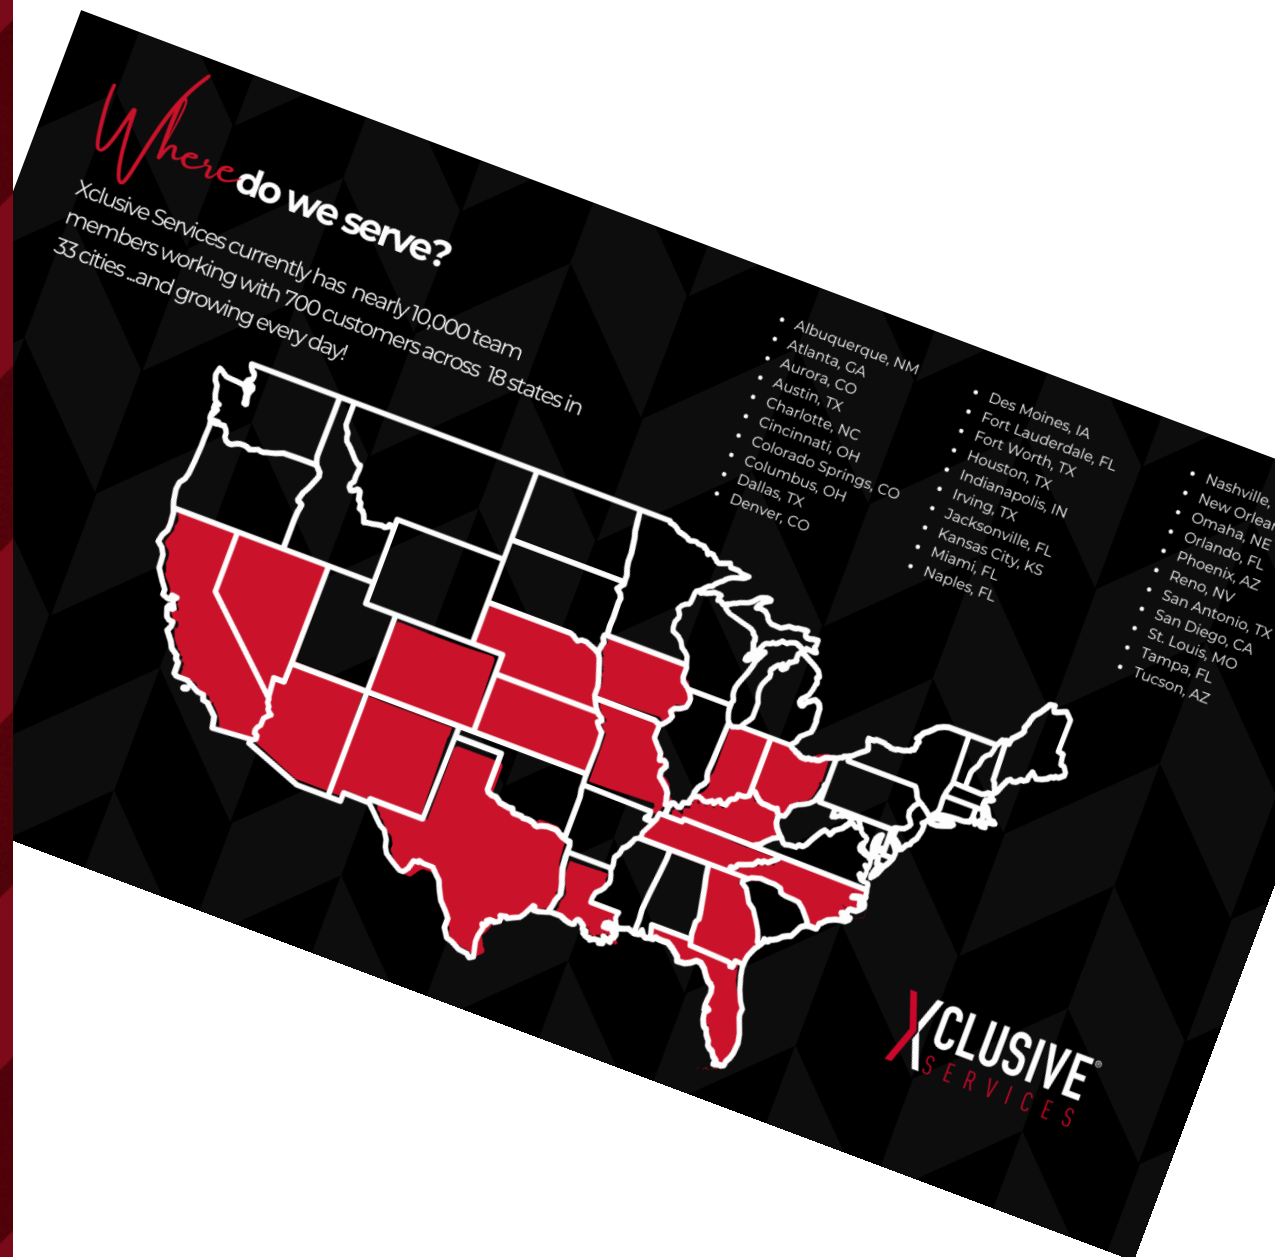 Where do we serve?
Xclusive Services currently has nearly 10,000 team
members working with 700 customers across 18 states in
33 cities ...and growing every day!
• Albuquerque, NM
• Atlanta, GA
• Aurora, CO
• Austin, TX
• Charlotte, NC
• Cincinnati, OH
• Colorado Springs, CO
• Columbus, OH
• Dallas, TX
• Denver, CO
• Des Moines, IA
• Fort Lauderdale, FL
• Fort Worth, TX
• Houston, TX
• Indianapolis, IN
• Irving, TX
• Jacksonville, FL
• Kansas City, KS
• Miami, FL
• Naples, FL
• Nashville,
• New
• Omaha, NE
• Orlando, FL
• Phoenix, AZ
• Reno, NV
• San Antonio, TX
• San Diego, CA
• St. Louis, MO
• Tampa, FL
• Tucson, AZ
XCLUSIVE®
SERVICES